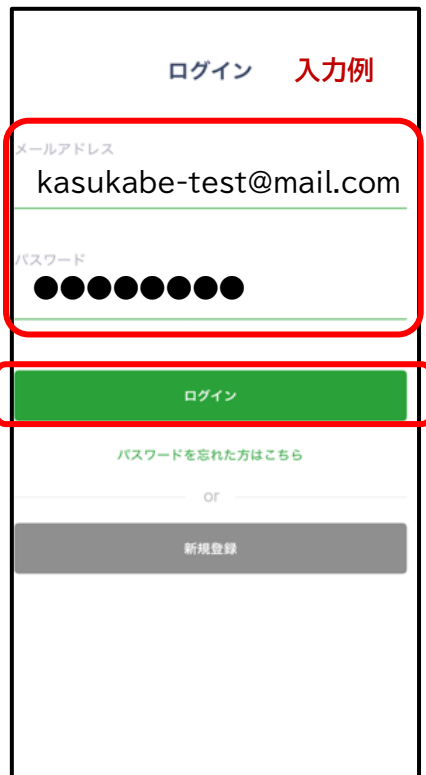 ログイン 入力例
メールアドレス
kasukabe-test@mail.com
パスワード
●●●●●●●●
ログイン
パスワードを忘れた方はこちら
or
新規登録